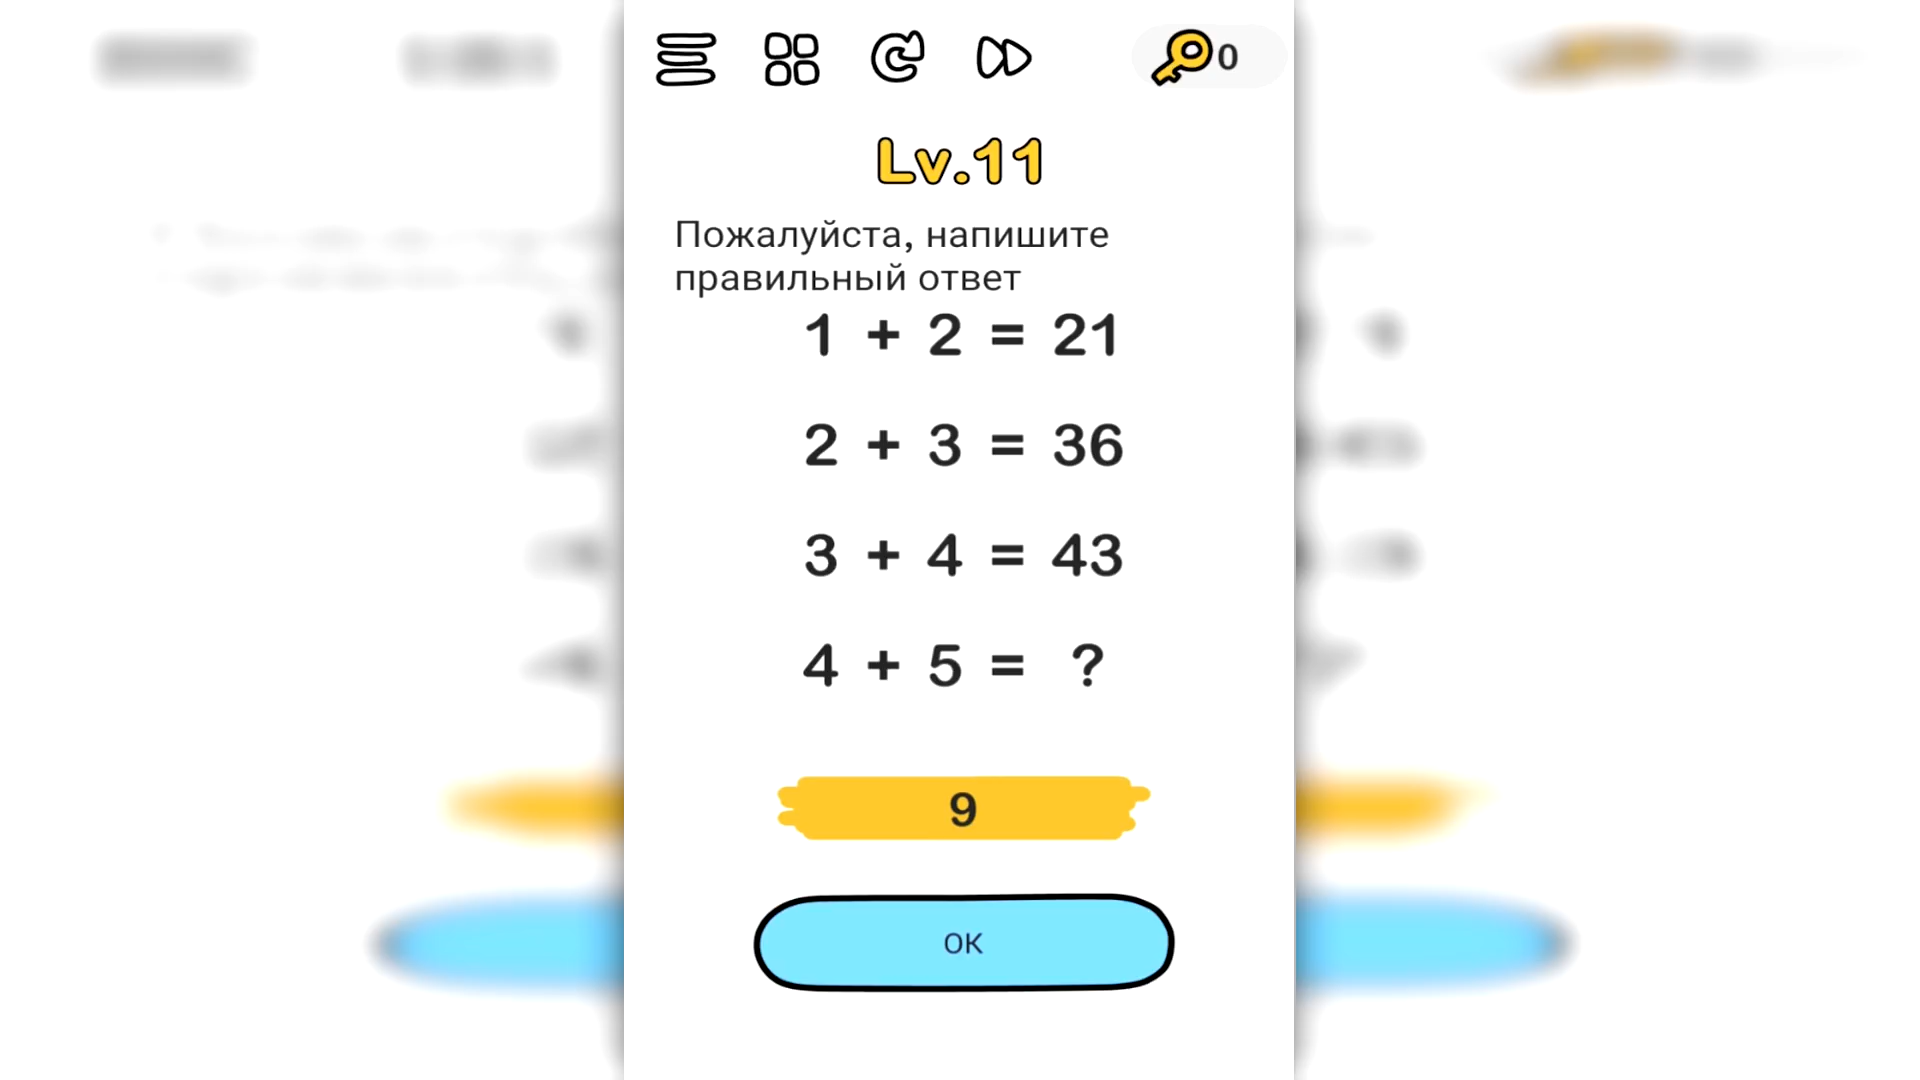 0
Lv.11
Пожалуйста, напишите
правильный ответ
1 + 2 = 21
2 + 3 = 36
3 + 4 = 43
4 + 5 = ?
9
ОК